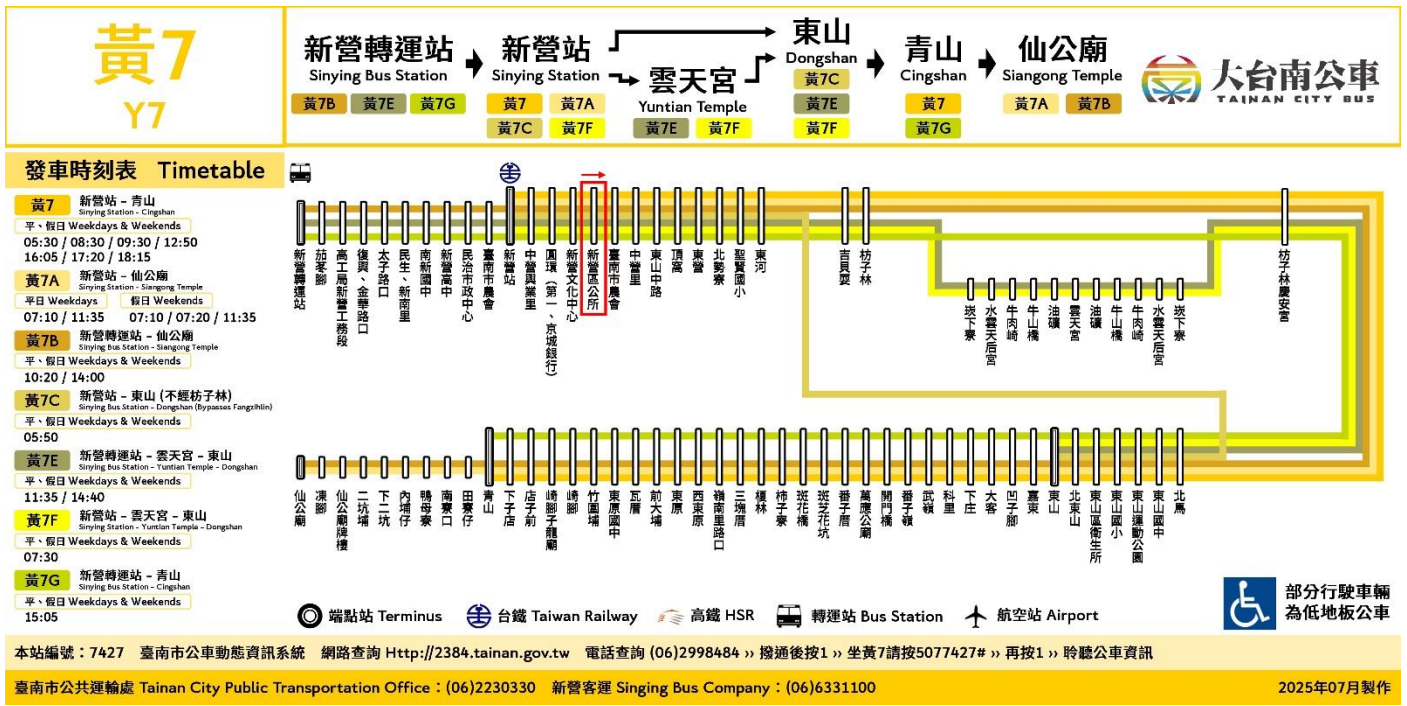 黃7
Y7
新營轉運站
Sinying Bus Station
黃7B 黃7E 黃7G
新營站
Sinying Station
黃7 黃7A
黃7C 黃7F
雲天宮
Yuntian Temple
黃7E 黃7F
東山
Dongshan
黃7C
黃7E
黃7F
青山
Cingshan
黃7
黃7G
仙公廟
Siangong Temple
黃7A 黃7B
大台南公車
TAINAN CITY BUS
發車時刻表 Timetable
黃7 新營站 – 青山
Sinying Station – Cingshan
平、假日 Weekdays & Weekends
05:30 / 08:30 / 09:30 / 12:50
16:05 / 17:20 / 18:15
黃7A 新營站 – 仙公廟
Sinying Station – Siangong Temple
平日 Weekdays 假日 Weekends
07:10 / 11:35 07:10 / 07:20 / 11:35
黃7B 新營轉運站 – 仙公廟
Sinying Bus Station – Siangong Temple
平、假日 Weekdays & Weekends
10:20 / 14:00
黃7C 新營站 – 東山 (不經枋子林)
Sinying Bus Station – Dongshan (Bypasses Fangzihlin)
平、假日 Weekdays & Weekends
05:50
黃7E 新營轉運站 – 雲天宮 – 東山
Sinying Bus Station – Yuntian Temple – Dongshan
平、假日 Weekdays & Weekends
11:35 / 14:40
黃7F 新營站 – 雲天宮 – 東山
Sinying Station – Yuntian Temple – Dongshan
平、假日 Weekdays & Weekends
07:30
黃7G 新營轉運站 – 青山
Sinying Bus Station – Cingshan
平、假日 Weekdays & Weekends
15:05
新營轉運站
茄苳腳
高工局新營工務段
復興、金華路口
太子路口
民生、新南里
南新國中
新營高中
民治市政中心
臺南市農會
新營站
中營興業里
圓環（第一、京城銀行）
新營文化中心
新營區公所
臺南市農會
中營里
東山中路
頂窩
東營
北勢寮
聖賢國小
東河
吉貝耍
枋子林
崁下寮
水雲天后宮
牛肉崎
牛山橋
油礦
雲天宮
油礦
牛山橋
牛肉崎
水雲天后宮
崁下寮
枋子林慶安宮
仙公廟
凍腳
仙公廟牌樓
二坑埔
下二坑
內埔仔
鴨母寮
南寮口
田寮仔
青山
下子店
店子前
崎腳子龍廟
崎腳
竹圍埔
東原國中
瓦厝
前大埔
東原
西東原
嶺南里路口
三塊厝
檳林
柿子寮
斑花橋
斑芝花坑
番子厝
萬應公廟
開門橋
番子嶺
武嶺
科里
下庄
大客
凹子腳
嘉東
東山
北東山
東山區衛生所
東山國小
東山運動公園
東山國中
北馬
端點站 Terminus 台鐵 Taiwan Railway 高鐵 HSR 轉運站 Bus Station 航空站 Airport
部分行駛車輛
為低地板公車
本站編號：7427 臺南市公車動態資訊系統 網路查詢 Http://2384.tainan.gov.tw 電話查詢 (06)2998484 ›› 撥通後按1 ›› 坐黃7請按5077427# ›› 再按1 ›› 聆聽公車資訊
臺南市公共運輸處 Tainan City Public Transportation Office：(06)2230330 新營客運 Singing Bus Company：(06)6331100 2025年07月製作